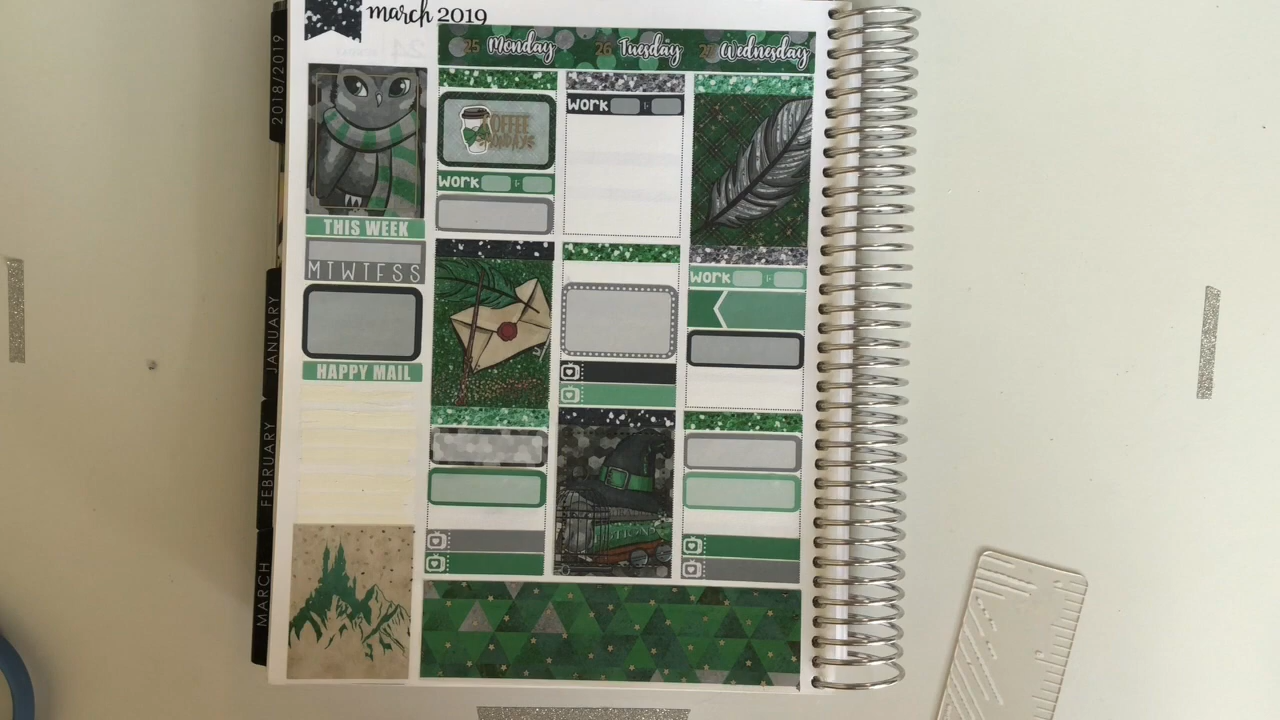 march 2019
25 Monday
26 Tuesday
27 Wednesday
2018/2019
COFFEE
MONDAYS
WORK
WORK
WORK
THIS WEEK
M T W T F S S
HAPPY MAIL
JANUARY
FEBRUARY
MARCH